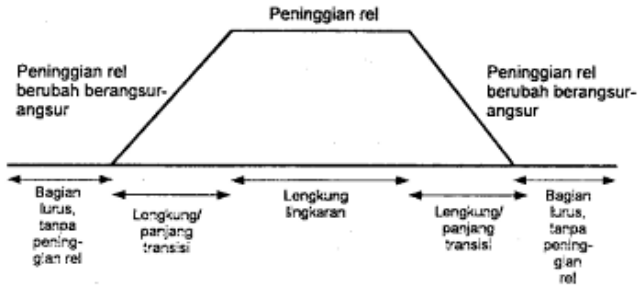 Peninggian rel
Peninggian rel
berubah berangsur-
angsur
Peninggian rel
berubah berangsur-
angsur
Bagian
lurus,
tanpa
pening-
gian rel
Lengkung/
panjang
transisi
Lengkung
lingkaran
Lengkung/
panjang
transisi
Bagian
lurus,
tanpa
pening-
gian
rel